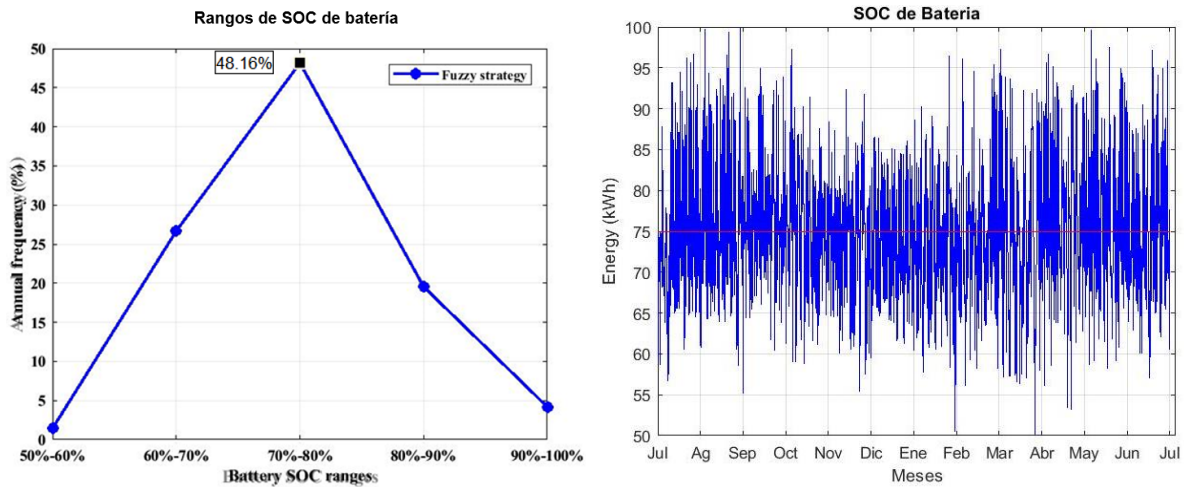 Rangos de SOC de batería
50
45
40
35
30
25
20
15
10
5
0
Annual frequency (%)
48.16%
Fuzzy strategy
50%-60% 60%-70% 70%-80% 80%-90% 90%-100%
Battery SOC ranges
SOC de Bateria
100
95
90
85
80
75
70
65
60
55
50
Energy (kWh)
Jul Ag Sep Oct Nov Dic Ene Feb Mar Abr May Jun Jul
Meses